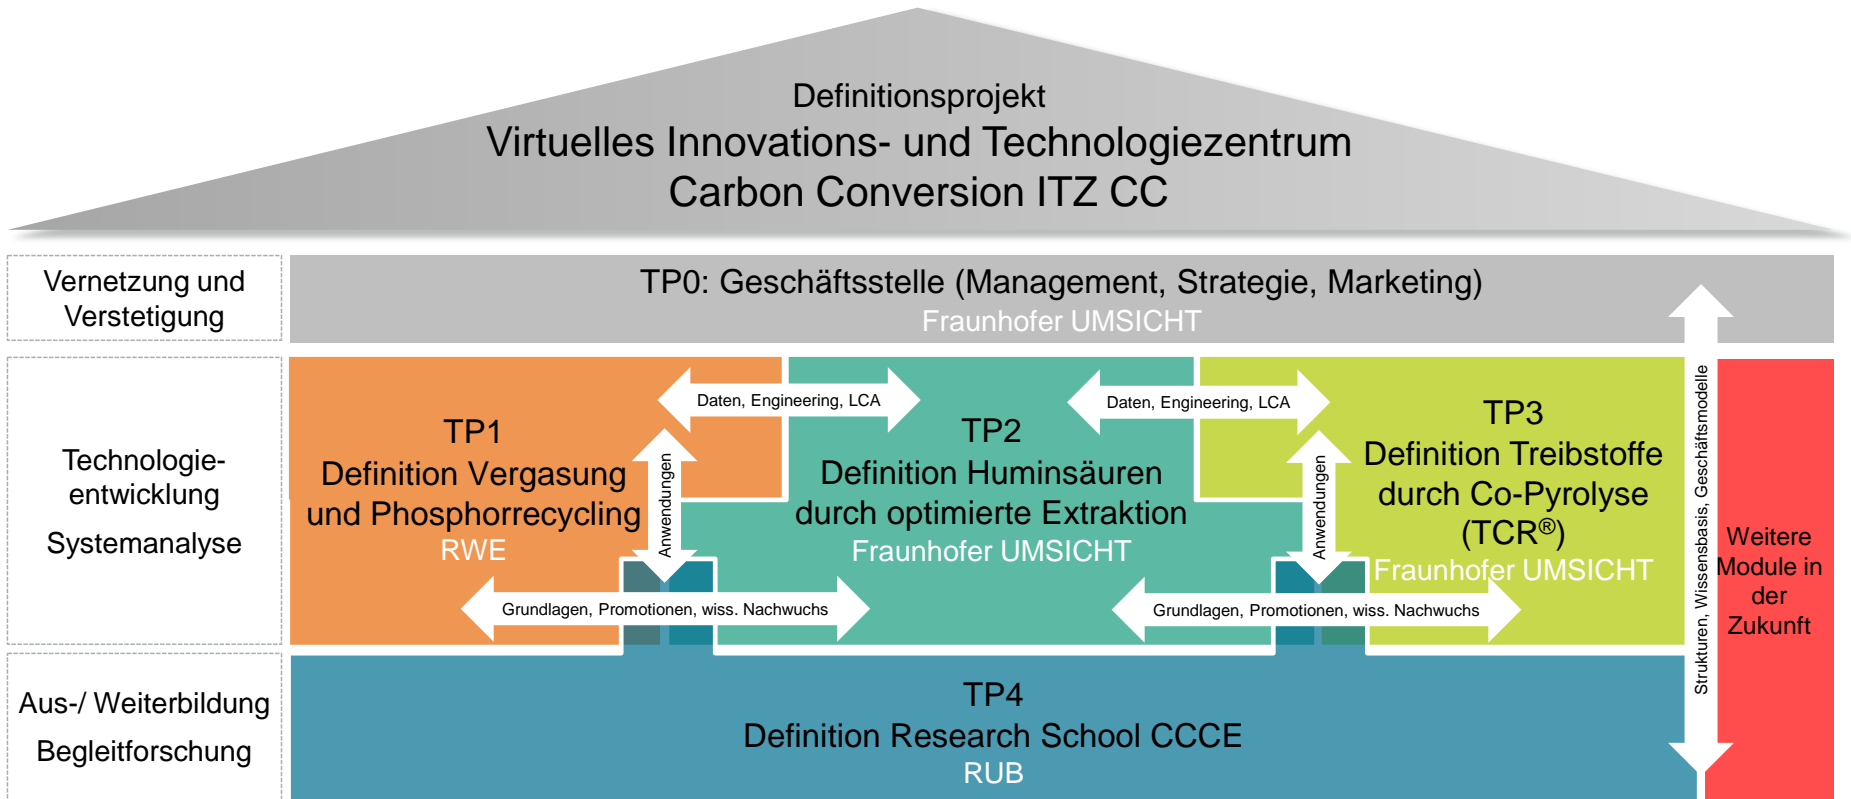 Definitionsprojekt
Virtuelles Innovations- und Technologiezentrum
Carbon Conversion ITZ CC
Vernetzung und
Verstetigung
TP0: Geschäftsstelle (Management, Strategie, Marketing)
Fraunhofer UMSICHT
Technologie-
entwicklung
Systemanalyse
TP1
Definition Vergasung
und Phosphorrecycling
RWE
Daten, Engineering, LCA
Anwendungen
Grundlagen, Promotionen, wiss. Nachwuchs
TP2
Definition Huminsäuren
durch optimierte Extraktion
Fraunhofer UMSICHT
Daten, Engineering, LCA
Anwendungen
Grundlagen, Promotionen, wiss. Nachwuchs
TP3
Definition Treibstoffe
durch Co-Pyrolyse
(TCR®)
Fraunhofer UMSICHT
Strukturen, Wissensbasis, Geschäftsmodelle
Weitere
Module in
der
Zukunft
Aus-/ Weiterbildung
Begleitforschung
TP4
Definition Research School CCCE
RUB